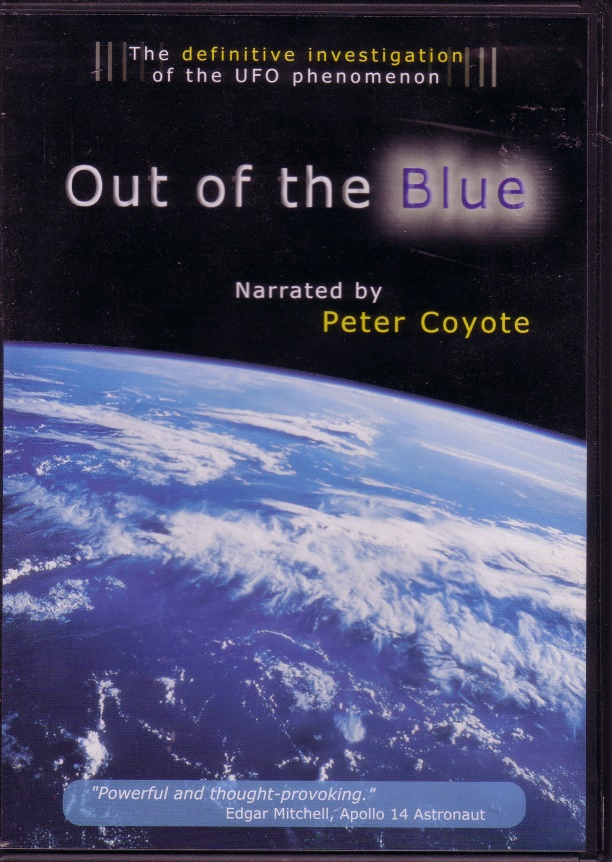 The definitive investigation
of the UFO phenomenon
Out of the Blue
Narrated by
Peter Coyote
"Powerful and thought-provoking."
Edgar Mitchell, Apollo 14 Astronaut